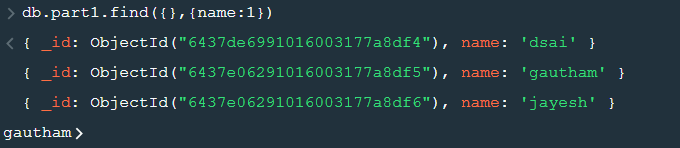 > db.part1.find({},{name:1})
< { _id: ObjectId("6437de6991016003177a8df4"), name: 'dsai' }
{ _id: ObjectId("6437e06291016003177a8df5"), name: 'gautham' }
{ _id: ObjectId("6437e06291016003177a8df6"), name: 'jayesh' }
gautham>